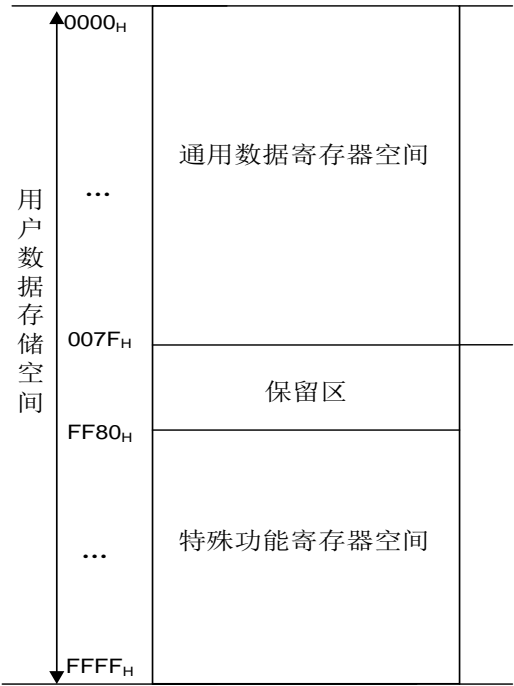 0000H
通用数据寄存器空间
...
用户数据存储空间
007FH
保留区
FF80H
特殊功能寄存器空间
...
FFFFH